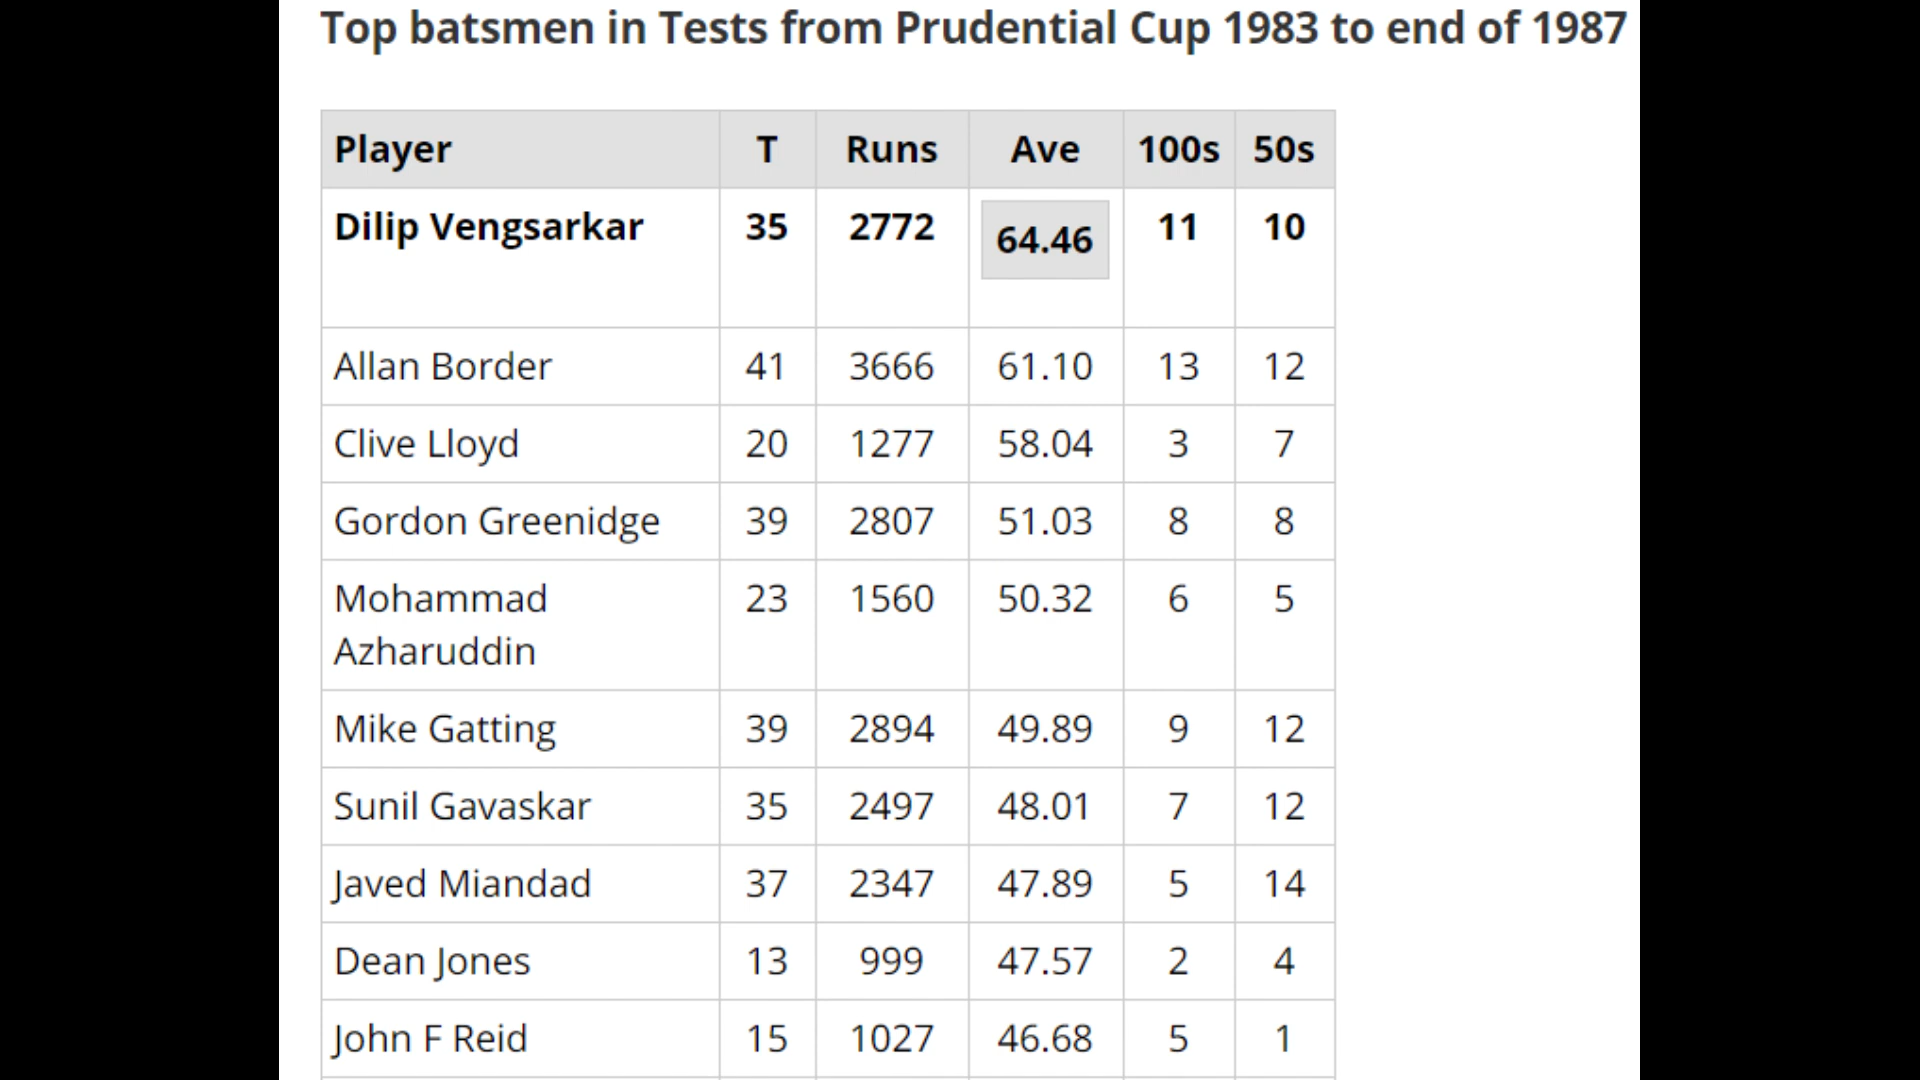 Top batsmen in Tests from Prudential Cup 1983 to end of 1987
Player T Runs Ave 100s 50s
Dilip Vengsarkar 35 2772 64.46 11 10
Allan Border 41 3666 61.10 13 12
Clive Lloyd 20 1277 58.04 3 7
Gordon Greenidge 39 2807 51.03 8 8
Mohammad Azharuddin 23 1560 50.32 6 5
Mike Gatting 39 2894 49.89 9 12
Sunil Gavaskar 35 2497 48.01 7 12
Javed Miandad 37 2347 47.89 5 14
Dean Jones 13 999 47.57 2 4
John F Reid 15 1027 46.68 5 1